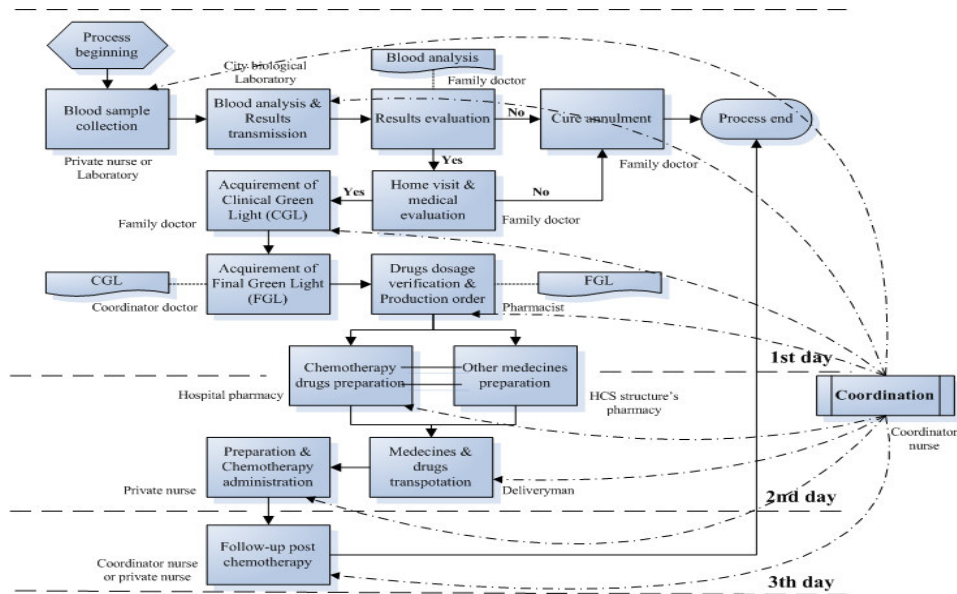 Process
beginning
Blood analysis
City biological
Laboratory
Family doctor
Blood sample
collection
Blood analysis &
Results
transmission
Results evaluation
No
Cure annulment
Process end
Private nurse or
Laboratory
Yes
Family doctor
Acquirement of
Clinical Green
Light (CGL)
Yes
Home visit &
medical
evaluation
No
Family doctor
Family doctor
CGL
Acquirement of
Final Green Light
(FGL)
Drugs dosage
verification &
Production order
FGL
Coordinator doctor
Pharmacist
1st day
Chemotherapy
drugs preparation
Other medecines
preparation
Hospital pharmacy
HCS structure's
pharmacy
Coordination
Coordinator
nurse
Preparation &
Chemotherapy
administration
Medecines &
drugs
transpotation
Private nurse
Deliveryman
2nd day
Follow-up post
chemotherapy
Coordinator nurse
or private nurse
3th day